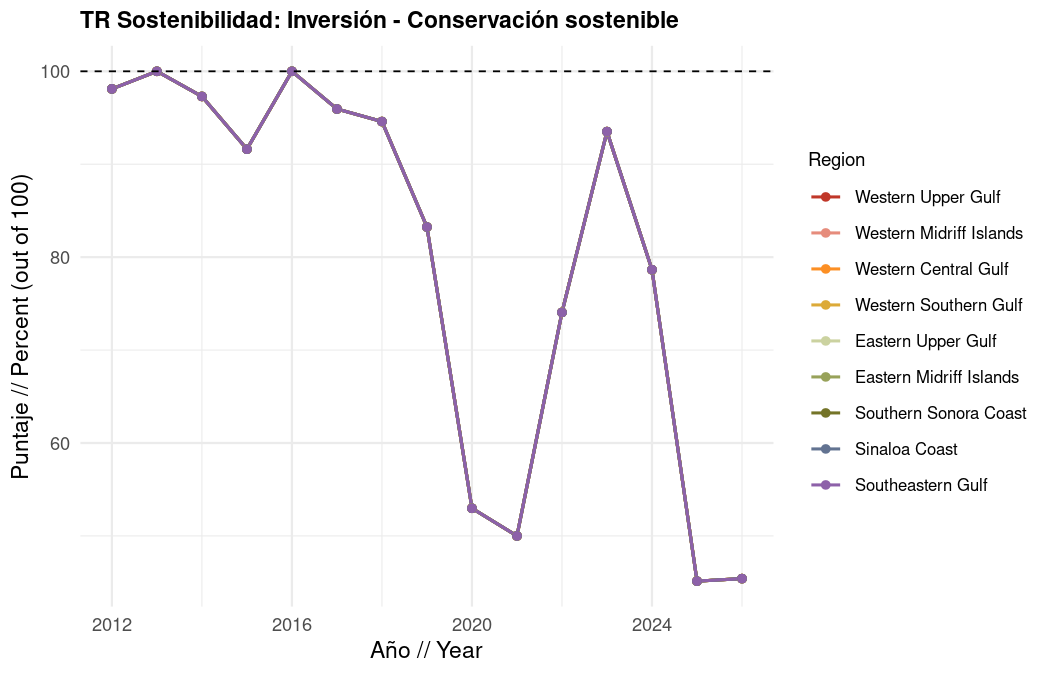 TR Sostenibilidad: Inversión - Conservación sostenible
Puntaje // Percent (out of 100)
100
80
60
2012
2016
2020
2024
Año // Year
Region
Western Upper Gulf
Western Midriff Islands
Western Central Gulf
Western Southern Gulf
Eastern Upper Gulf
Eastern Midriff Islands
Southern Sonora Coast
Sinaloa Coast
Southeastern Gulf